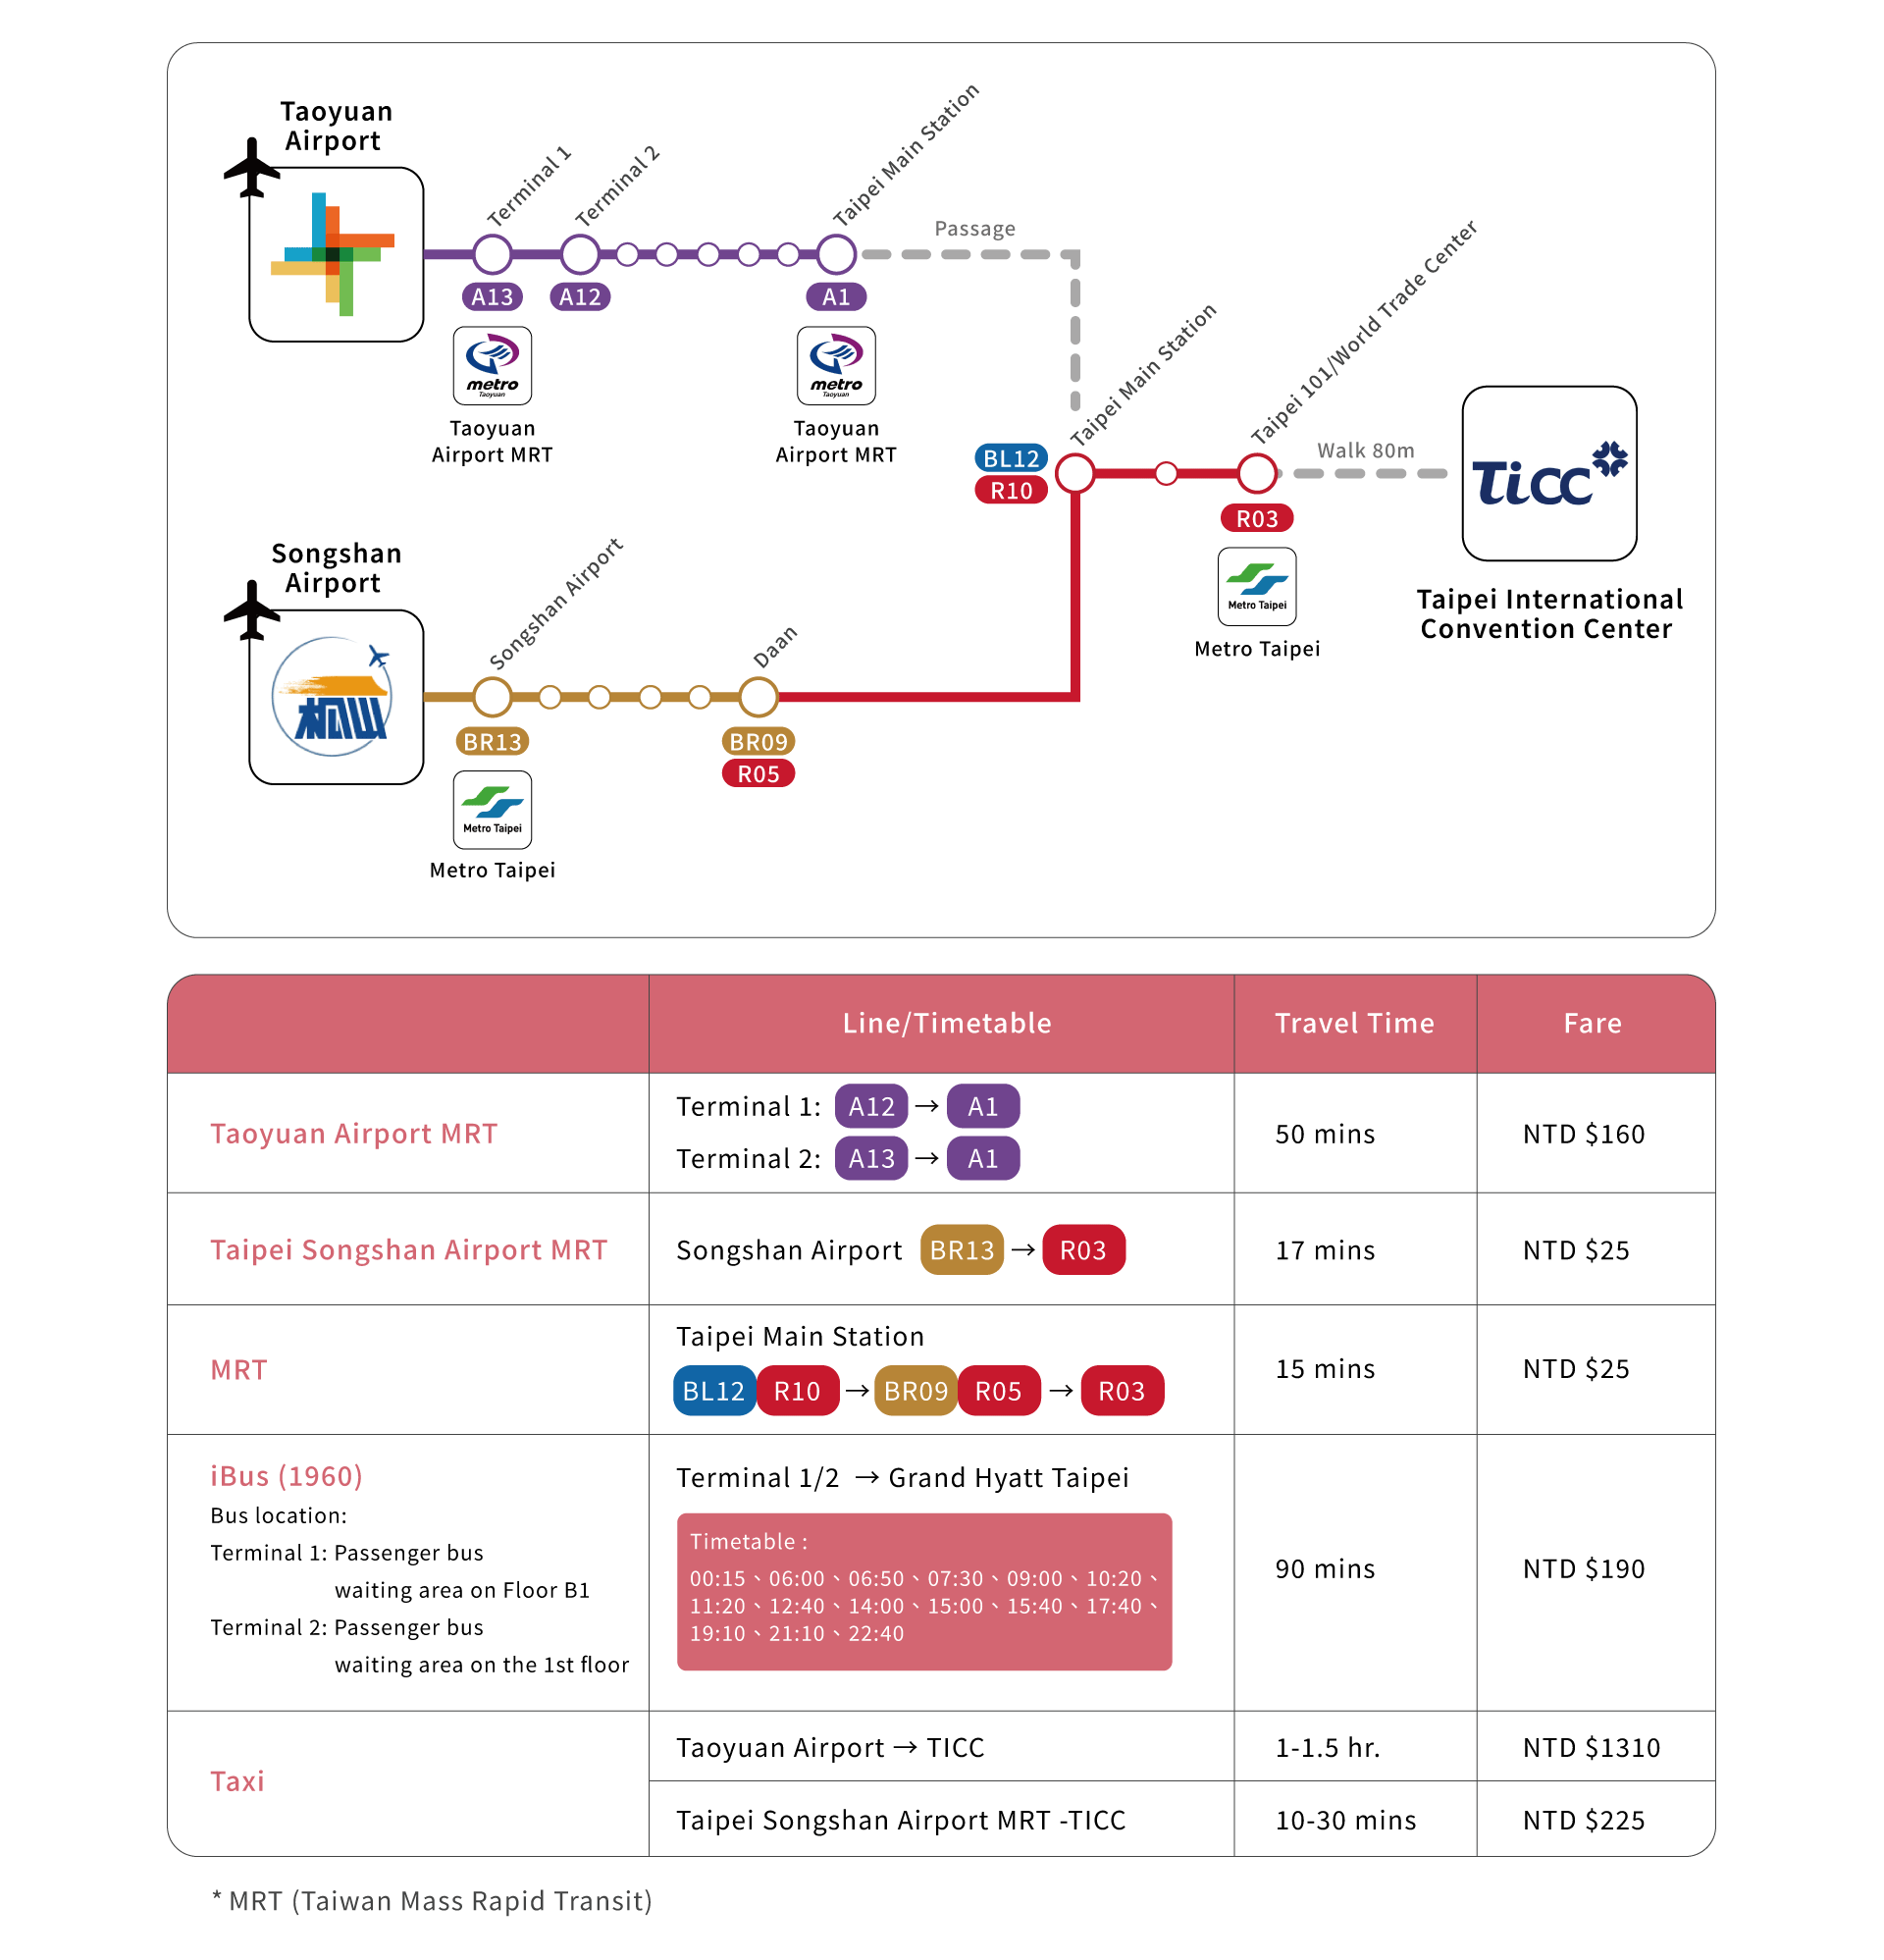 Taoyuan
Airport
Terminal 1
Terminal 2
Taipei Main Station
Passage
A13
A12
A1
metro
Taoyuan
Taoyuan
Airport MRT
metro
Taoyuan
Taoyuan
Airport MRT
Taipei Main Station
Taipei 101/World Trade Center
BL12
R10
Walk 80m
R03
Metro Taipei
Metro Taipei
Ticc
Taipei International
Convention Center
Songshan
Airport
松山
Songshan Airport
Daan
BR13
BR09
R05
Metro Taipei
Metro Taipei
Line/Timetable
Travel Time
Fare
Taoyuan Airport MRT
Terminal 1: A12 → A1
Terminal 2: A13 → A1
50 mins
NTD $160
Taipei Songshan Airport MRT
Songshan Airport BR13 → R03
17 mins
NTD $25
MRT
Taipei Main Station
BL12 R10 → BR09 R05 → R03
15 mins
NTD $25
iBus (1960)
Bus location:
Terminal 1: Passenger bus
waiting area on Floor B1
Terminal 2: Passenger bus
waiting area on the 1st floor
Terminal 1/2 → Grand Hyatt Taipei
Timetable :
00:15、06:00、06:50、07:30、09:00、10:20、
11:20、12:40、14:00、15:00、15:40、17:40、
19:10、21:10、22:40
90 mins
NTD $190
Taxi
Taoyuan Airport → TICC
1-1.5 hr.
NTD $1310
Taipei Songshan Airport MRT -TICC
10-30 mins
NTD $225
* MRT (Taiwan Mass Rapid Transit)